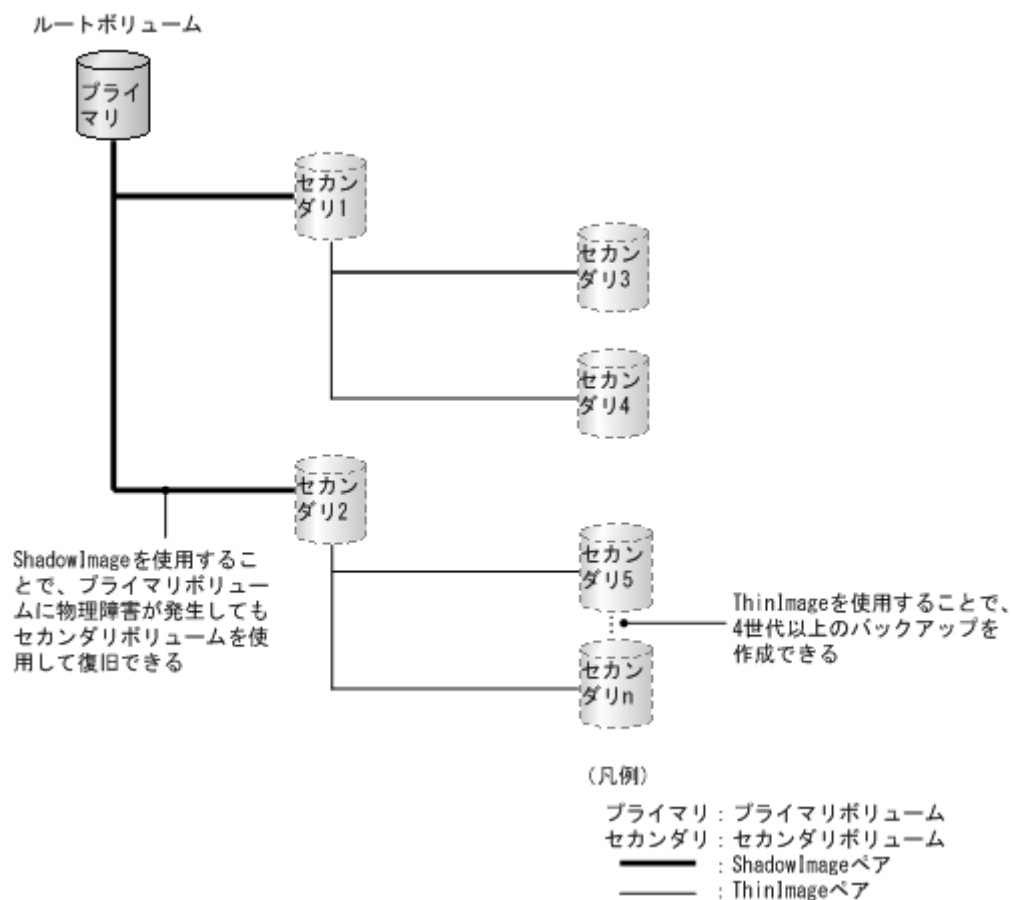 ルートボリューム
プライ
マリ
セカン
ダリ1
セカン
ダリ3
セカン
ダリ4
セカン
ダリ2
ShadowImageを使用するこ
とで、プライマリボリュー
ムに物理障害が発生しても
セカンダリボリュームを使
用して復旧できる
セカン
ダリ5
ThinImageを使用することで、
4世代以上のバックアップを
作成できる
セカン
ダリn
(凡例)
プライマリ:プライマリボリューム
セカンダリ:セカンダリボリューム
:ShadowImageペア
:ThinImageペア